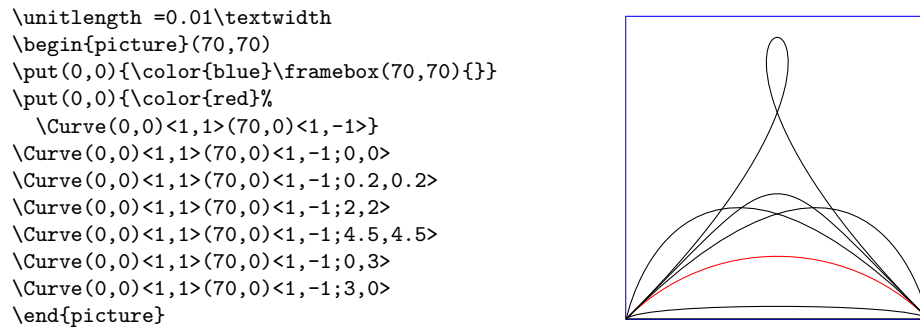 \unitlength =0.01\textwidth
\begin{picture}(70,70)
\put(0,0){\color{blue}\framebox(70,70){}}
\put(0,0){\color{red}%
\Curve(0,0)<1,1>(70,0)<1,-1>}
\Curve(0,0)<1,1>(70,0)<1,-1;0,0>
\Curve(0,0)<1,1>(70,0)<1,-1;0.2,0.2>
\Curve(0,0)<1,1>(70,0)<1,-1;2,2>
\Curve(0,0)<1,1>(70,0)<1,-1;4.5,4.5>
\Curve(0,0)<1,1>(70,0)<1,-1;0,3>
\Curve(0,0)<1,1>(70,0)<1,-1;3,0>
\end{picture}